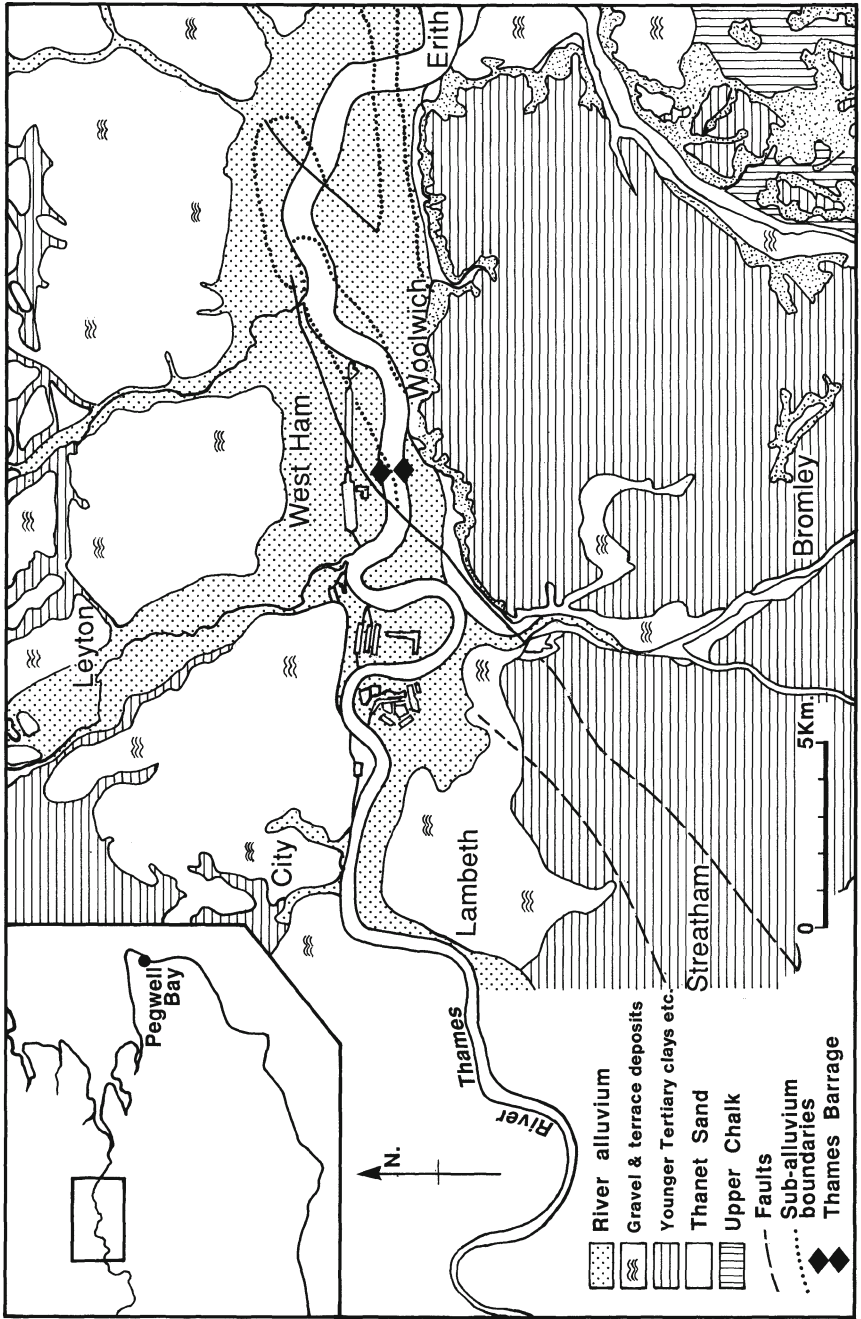 Pegwell
Bay
N.
River
Thames
City
Lambeth
Streatham
Leyton
West Ham
Woolwich
Erith
Bromley
0 5Km.
River alluvium
Gravel & terrace deposits
Younger Tertiary clays etc.
Thanet Sand
Upper Chalk
Faults
Sub-alluvium
boundaries
Thames Barrage